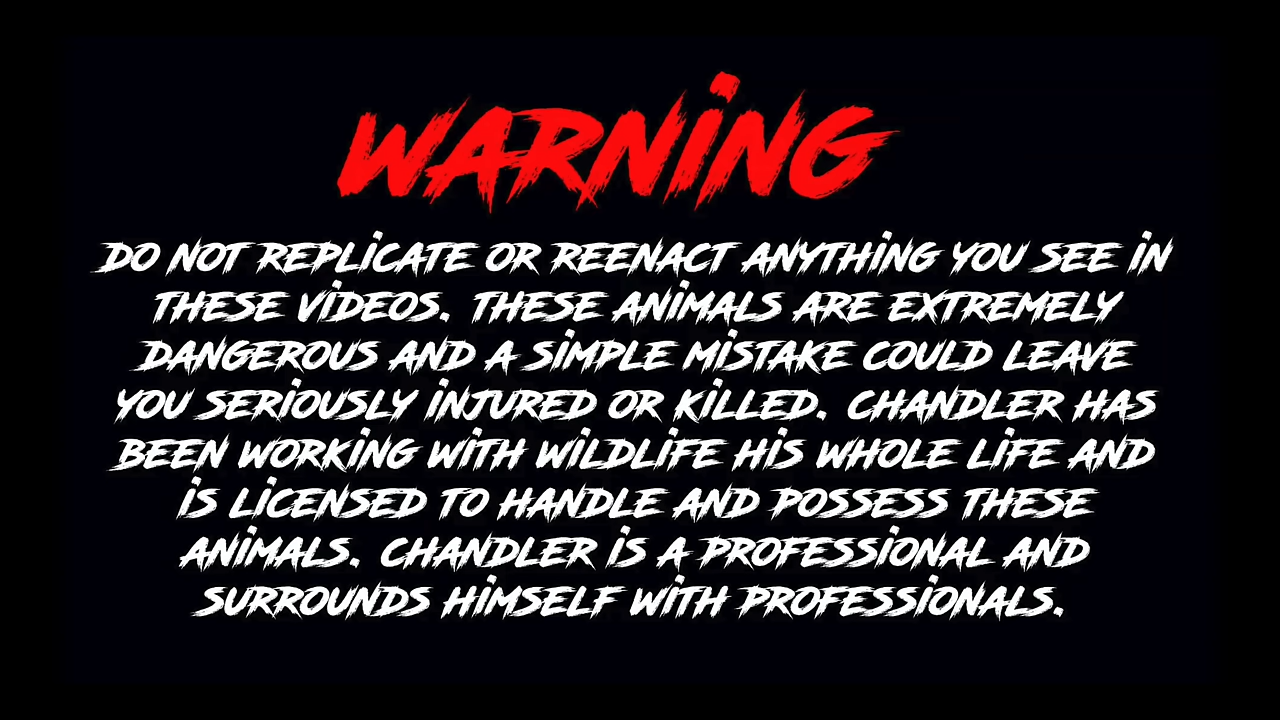 WARNING
DO NOT REPLICATE OR REENACT ANYTHING YOU SEE IN
THESE VIDEOS. THESE ANIMALS ARE EXTREMELY
DANGEROUS AND A SIMPLE MISTAKE COULD LEAVE
YOU SERIOUSLY INJURED OR KILLED. CHANDLER HAS
BEEN WORKING WITH WILDLIFE HIS WHOLE LIFE AND
IS LICENSED TO HANDLE AND POSSESS THESE
ANIMALS. CHANDLER IS A PROFESSIONAL AND
SURROUNDS HIMSELF WITH PROFESSIONALS.